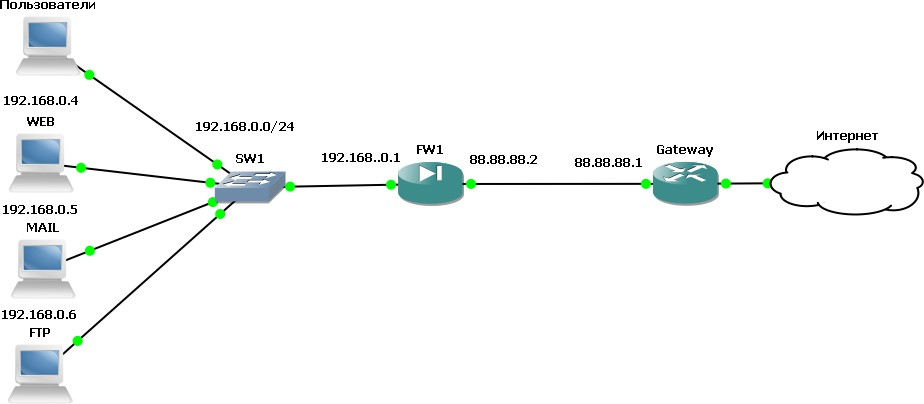 Пользователи
192.168.0.4
WEB
192.168.0.5
MAIL
192.168.0.6
FTP
192.168.0.0/24
SW1
192.168..0.1
FW1
88.88.88.2
88.88.88.1
Gateway
Интернет